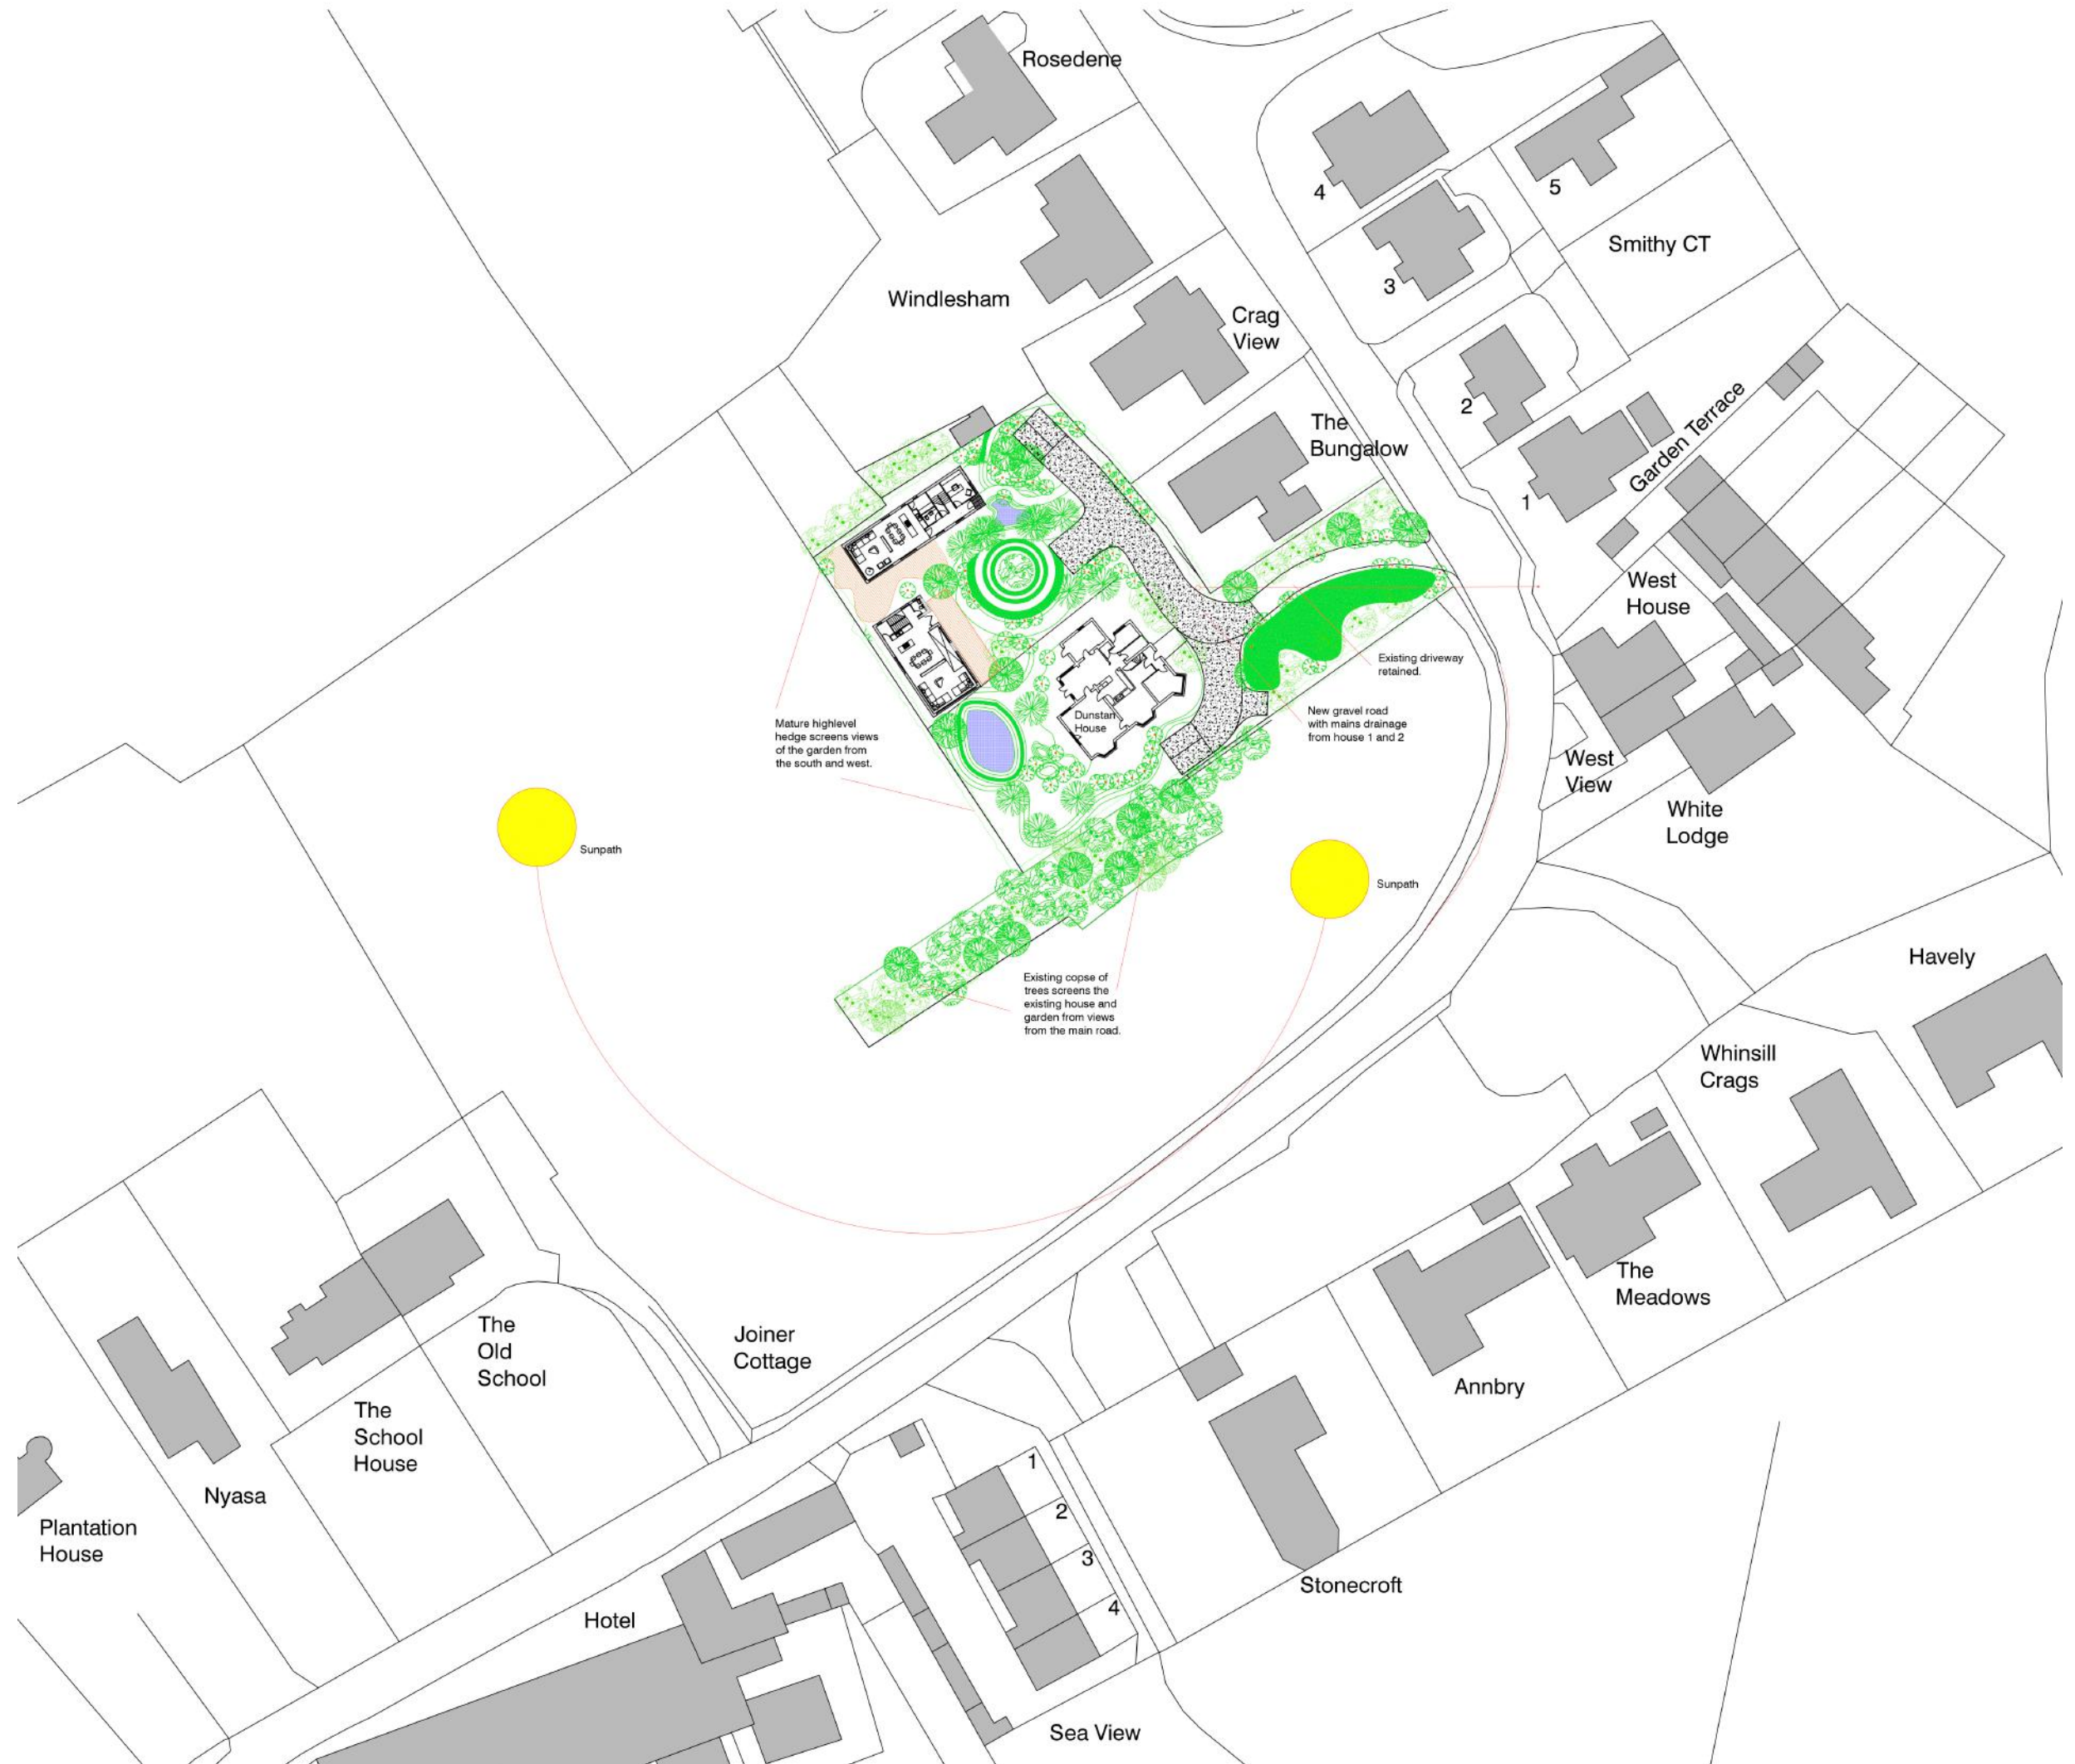 Rosedene
4
5
3
Smithy CT
Windlesham
Crag
View
2
The
Bungalow
Garden Terrace
1
West
House
Existing driveway
retained.
Dunstan
House
New gravel road
with mains drainage
from house 1 and 2
Mature highlevel
hedge screens views
of the garden from
the south and west.
West
View
White
Lodge
Sunpath
Sunpath
Havely
Existing copse of
trees screens the
existing house and
garden from views
from the main road.
Whinsill
Crags
The
Meadows
The
Old
School
Joiner
Cottage
Annbry
The
School
House
1
Nyasa
2
Plantation
House
3
Stonecroft
4
Hotel
Sea View